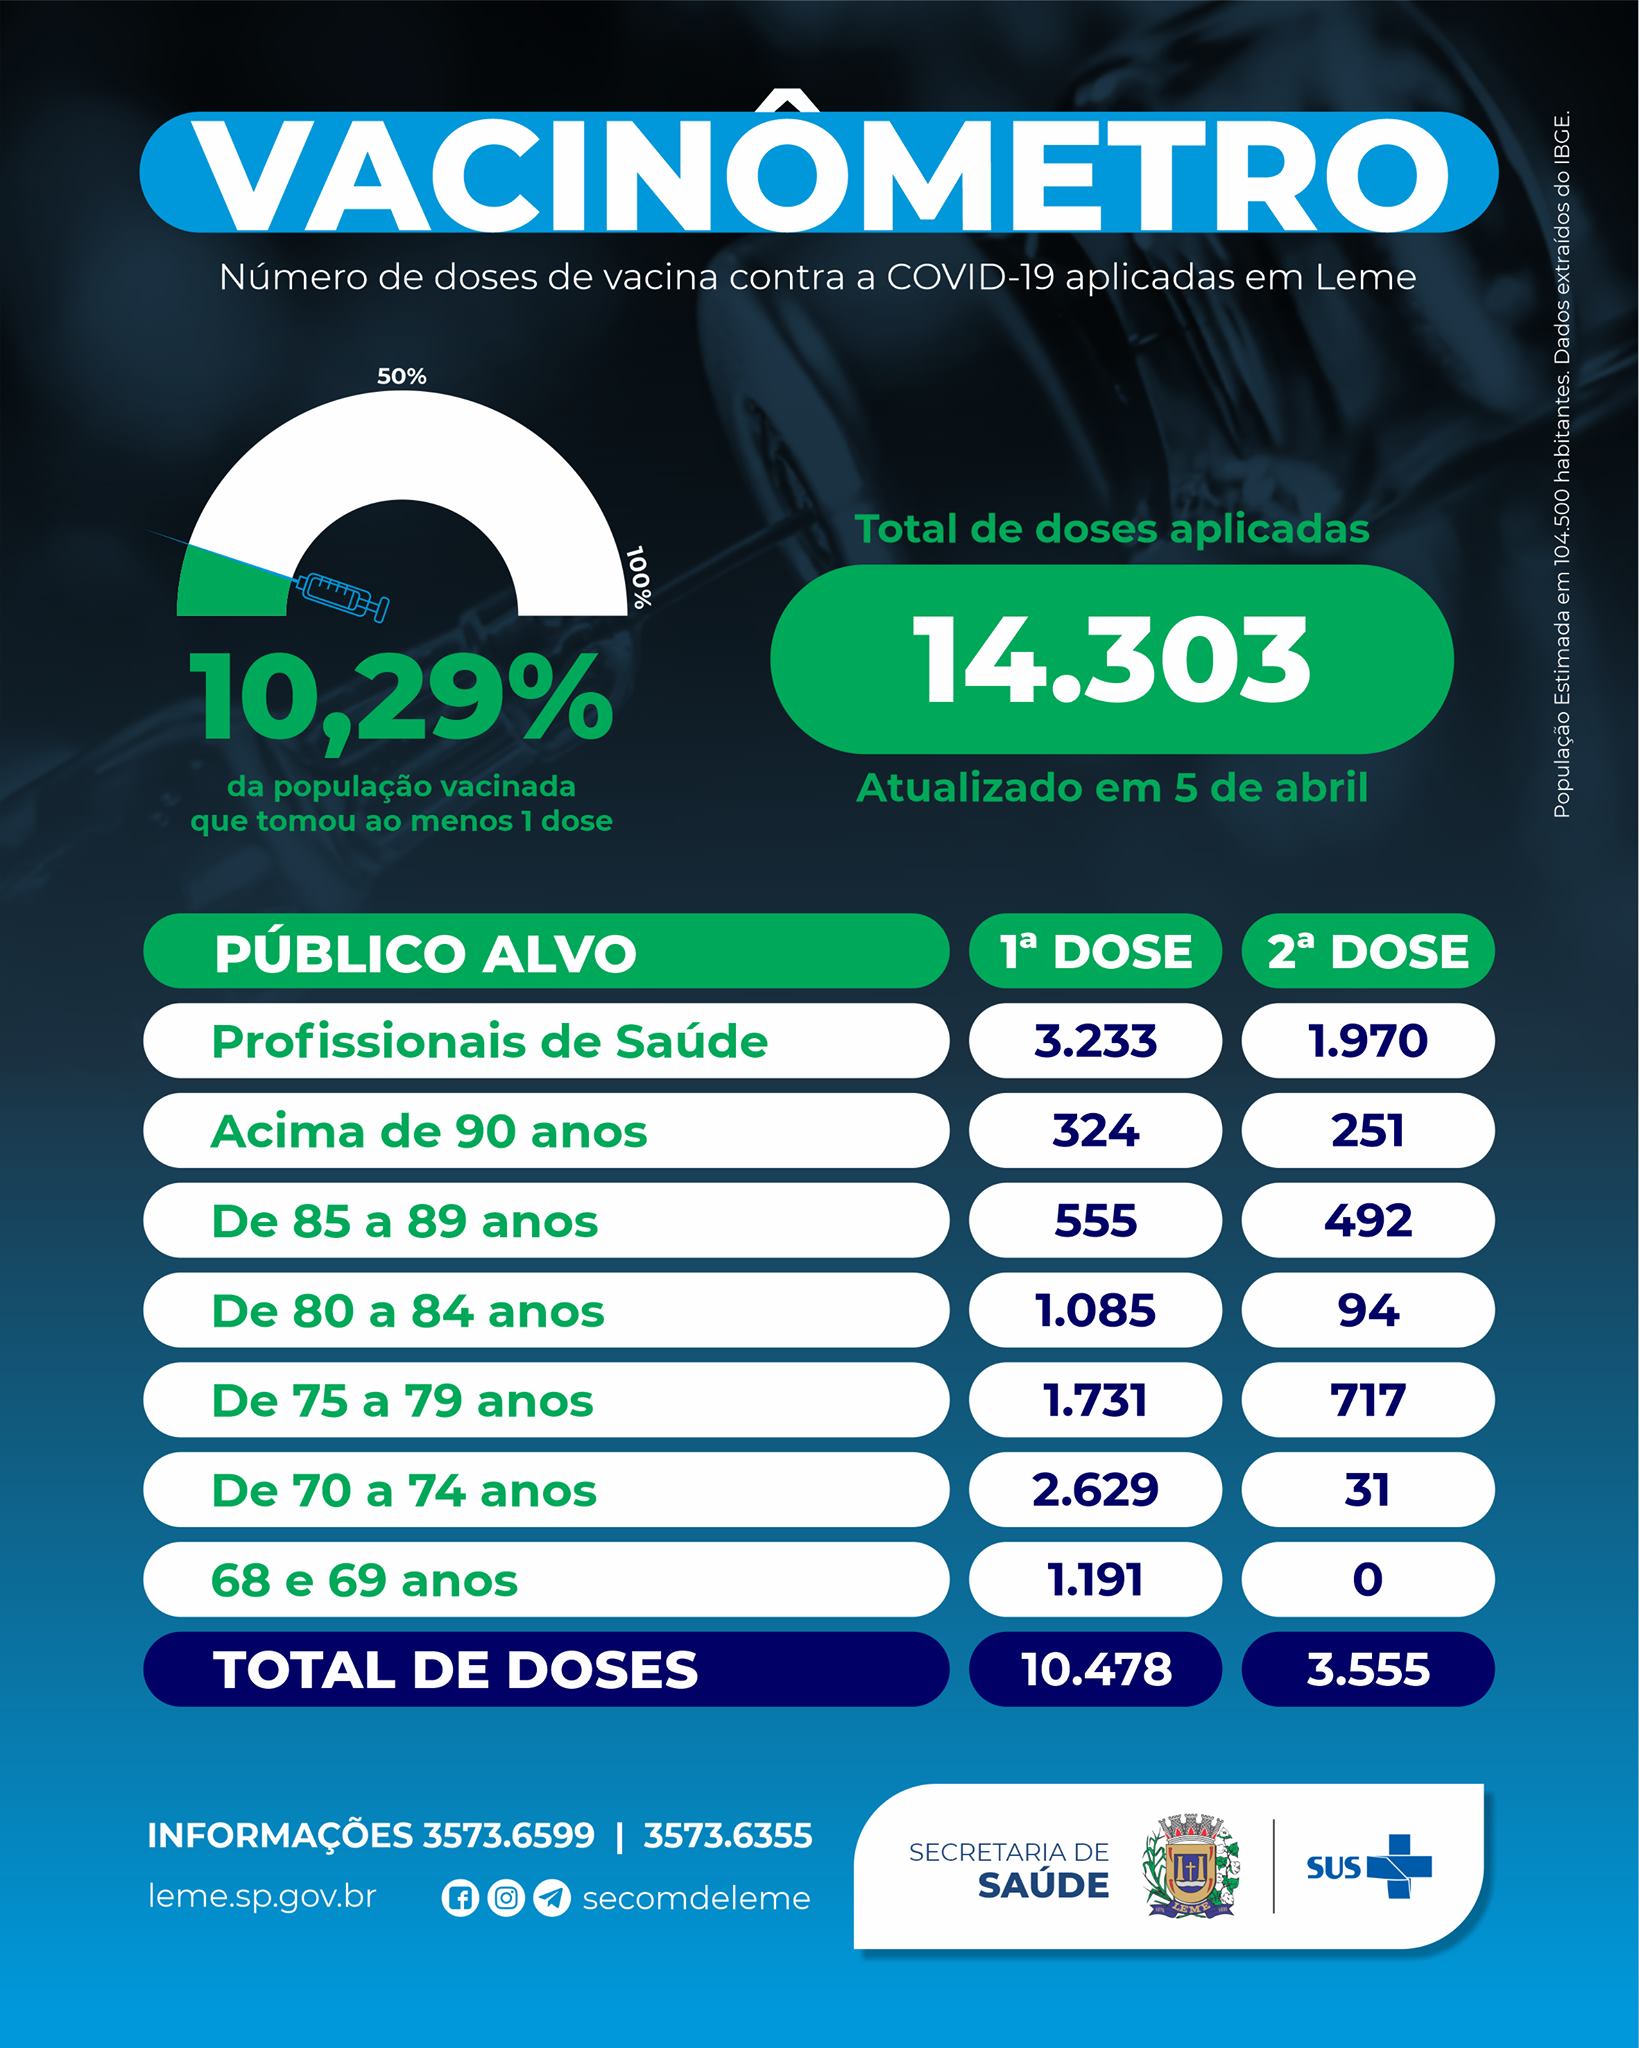 VACINÔMETRO
Número de doses de vacina contra a COVID-19 aplicadas em Leme
População Estimada em 104.500 habitantes. Dados extraídos do IBGE.
50%
100%
10,29%
da população vacinada
que tomou ao menos 1 dose
Total de doses aplicadas
14.303
Atualizado em 5 de abril
PÚBLICO ALVO 1ª DOSE 2ª DOSE
Profissionais de Saúde 3.233 1.970
Acima de 90 anos 324 251
De 85 a 89 anos 555 492
De 80 a 84 anos 1.085 94
De 75 a 79 anos 1.731 717
De 70 a 74 anos 2.629 31
68 e 69 anos 1.191 0
TOTAL DE DOSES 10.478 3.555
INFORMAÇÕES 3573.6599 | 3573.6355
leme.sp.gov.br secomdeleme
SECRETARIA DE
SAÚDE
LEME
SUS